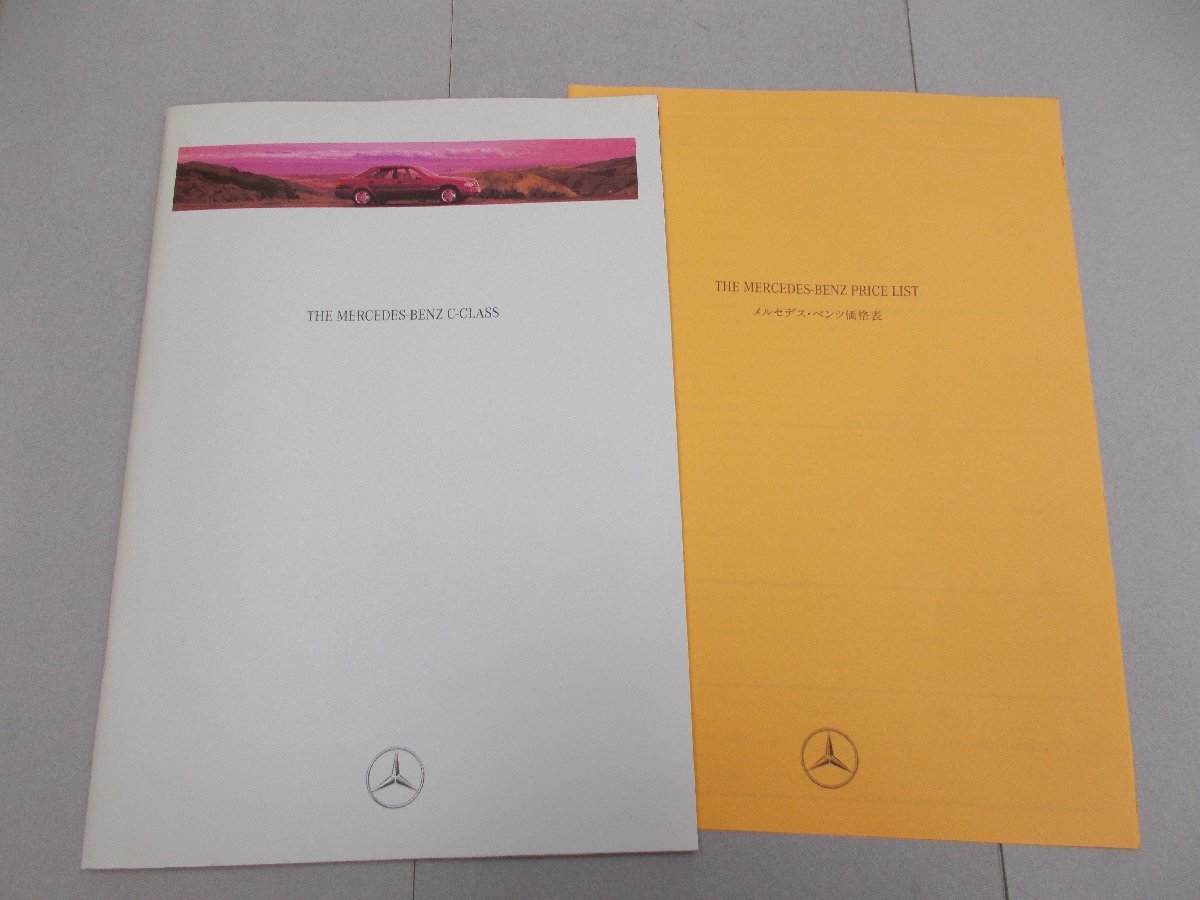 THE MERCEDES-BENZ C-CLASS
THE MERCEDES-BENZ PRICE LIST
メルセデス・ベンツ価格表